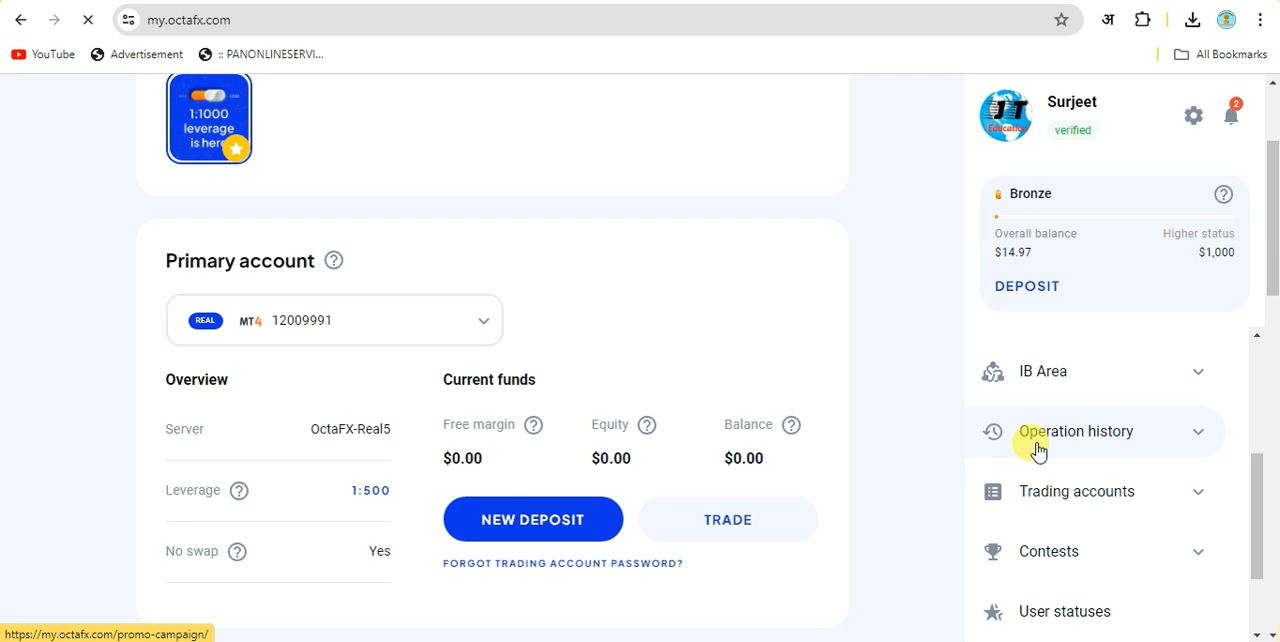 my.octafx.com
अ
YouTube
Advertisement
:: PANONLINESERVI...
All Bookmarks
1:1000
leverage
is here
JT
Education
Surjeet
verified
2
Bronze
Overall balance
Higher status
$14.97
$1,000
DEPOSIT
Primary account
REAL
MT4 12009991
Overview
Server
OctaFX-Real5
Leverage
1:500
No swap
Yes
Current funds
Free margin
Equity
Balance
$0.00
$0.00
$0.00
NEW DEPOSIT
TRADE
FORGOT TRADING ACCOUNT PASSWORD?
IB Area
Operation history
Trading accounts
Contests
User statuses
https://my.octafx.com/promo-campaign/